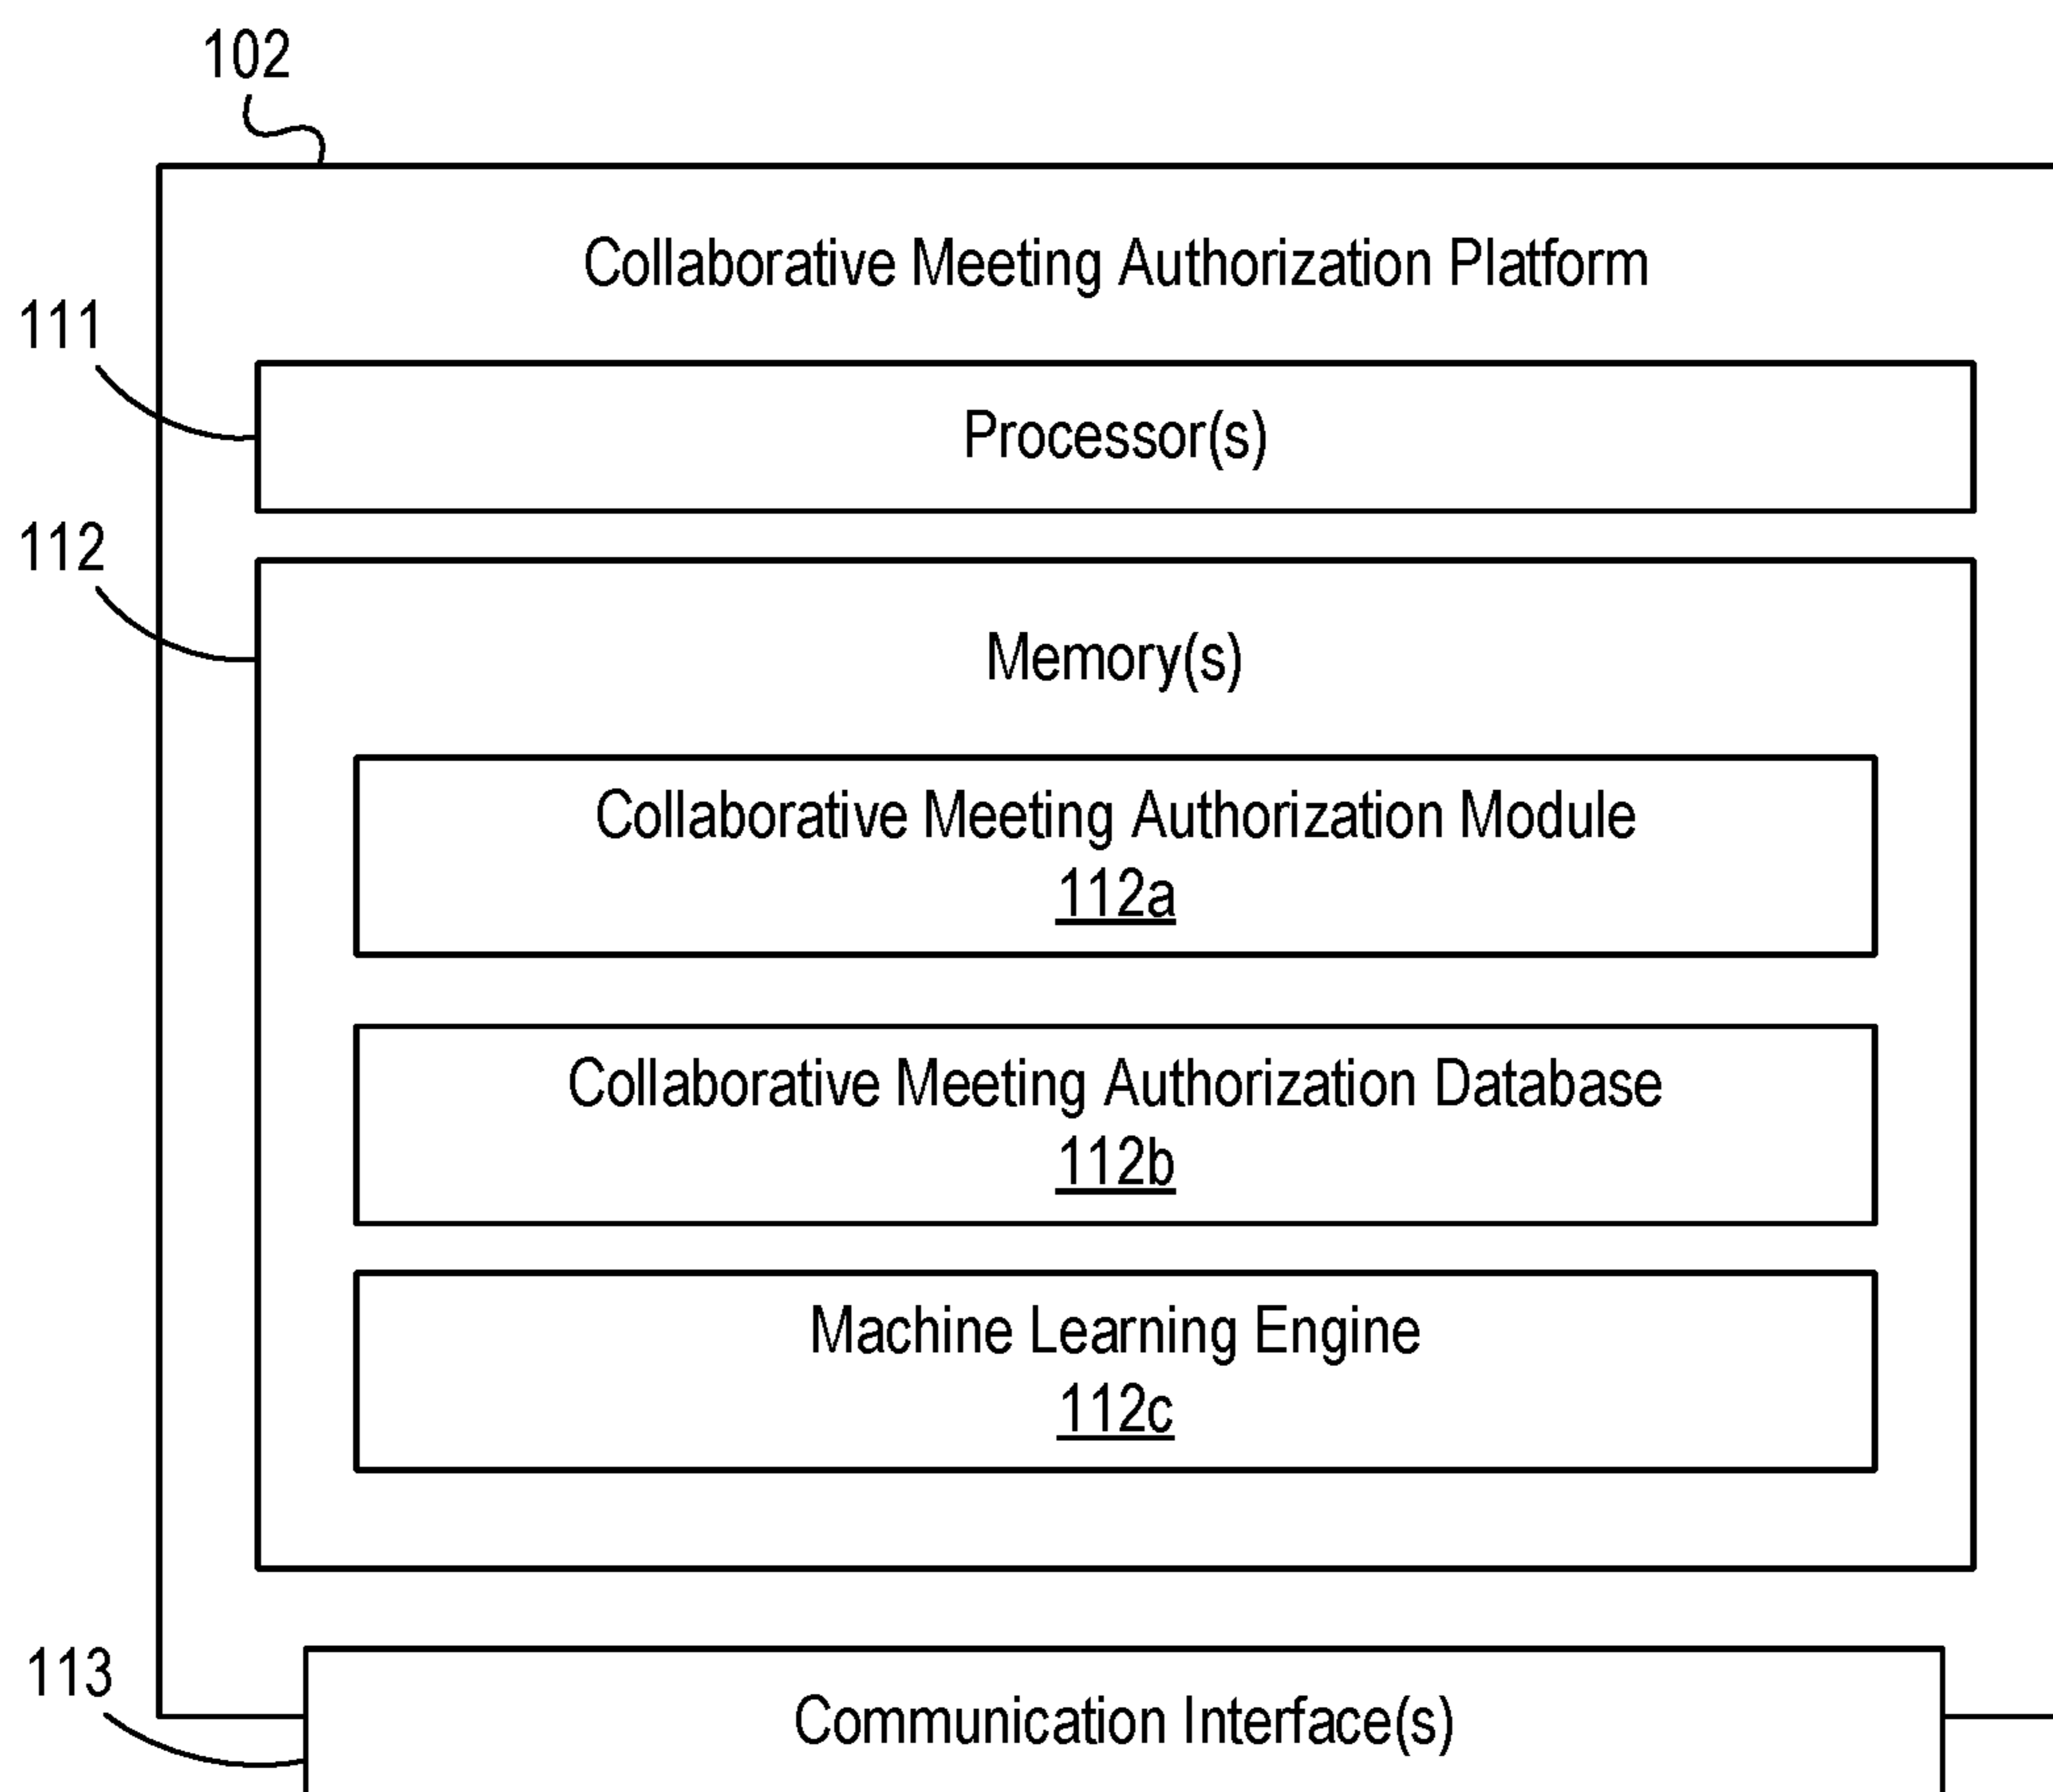 102
Collaborative Meeting Authorization Platform
111
Processor(s)
112
Memory(s)
Collaborative Meeting Authorization Module
112a
Collaborative Meeting Authorization Database
112b
Machine Learning Engine
112c
113
Communication Interface(s)